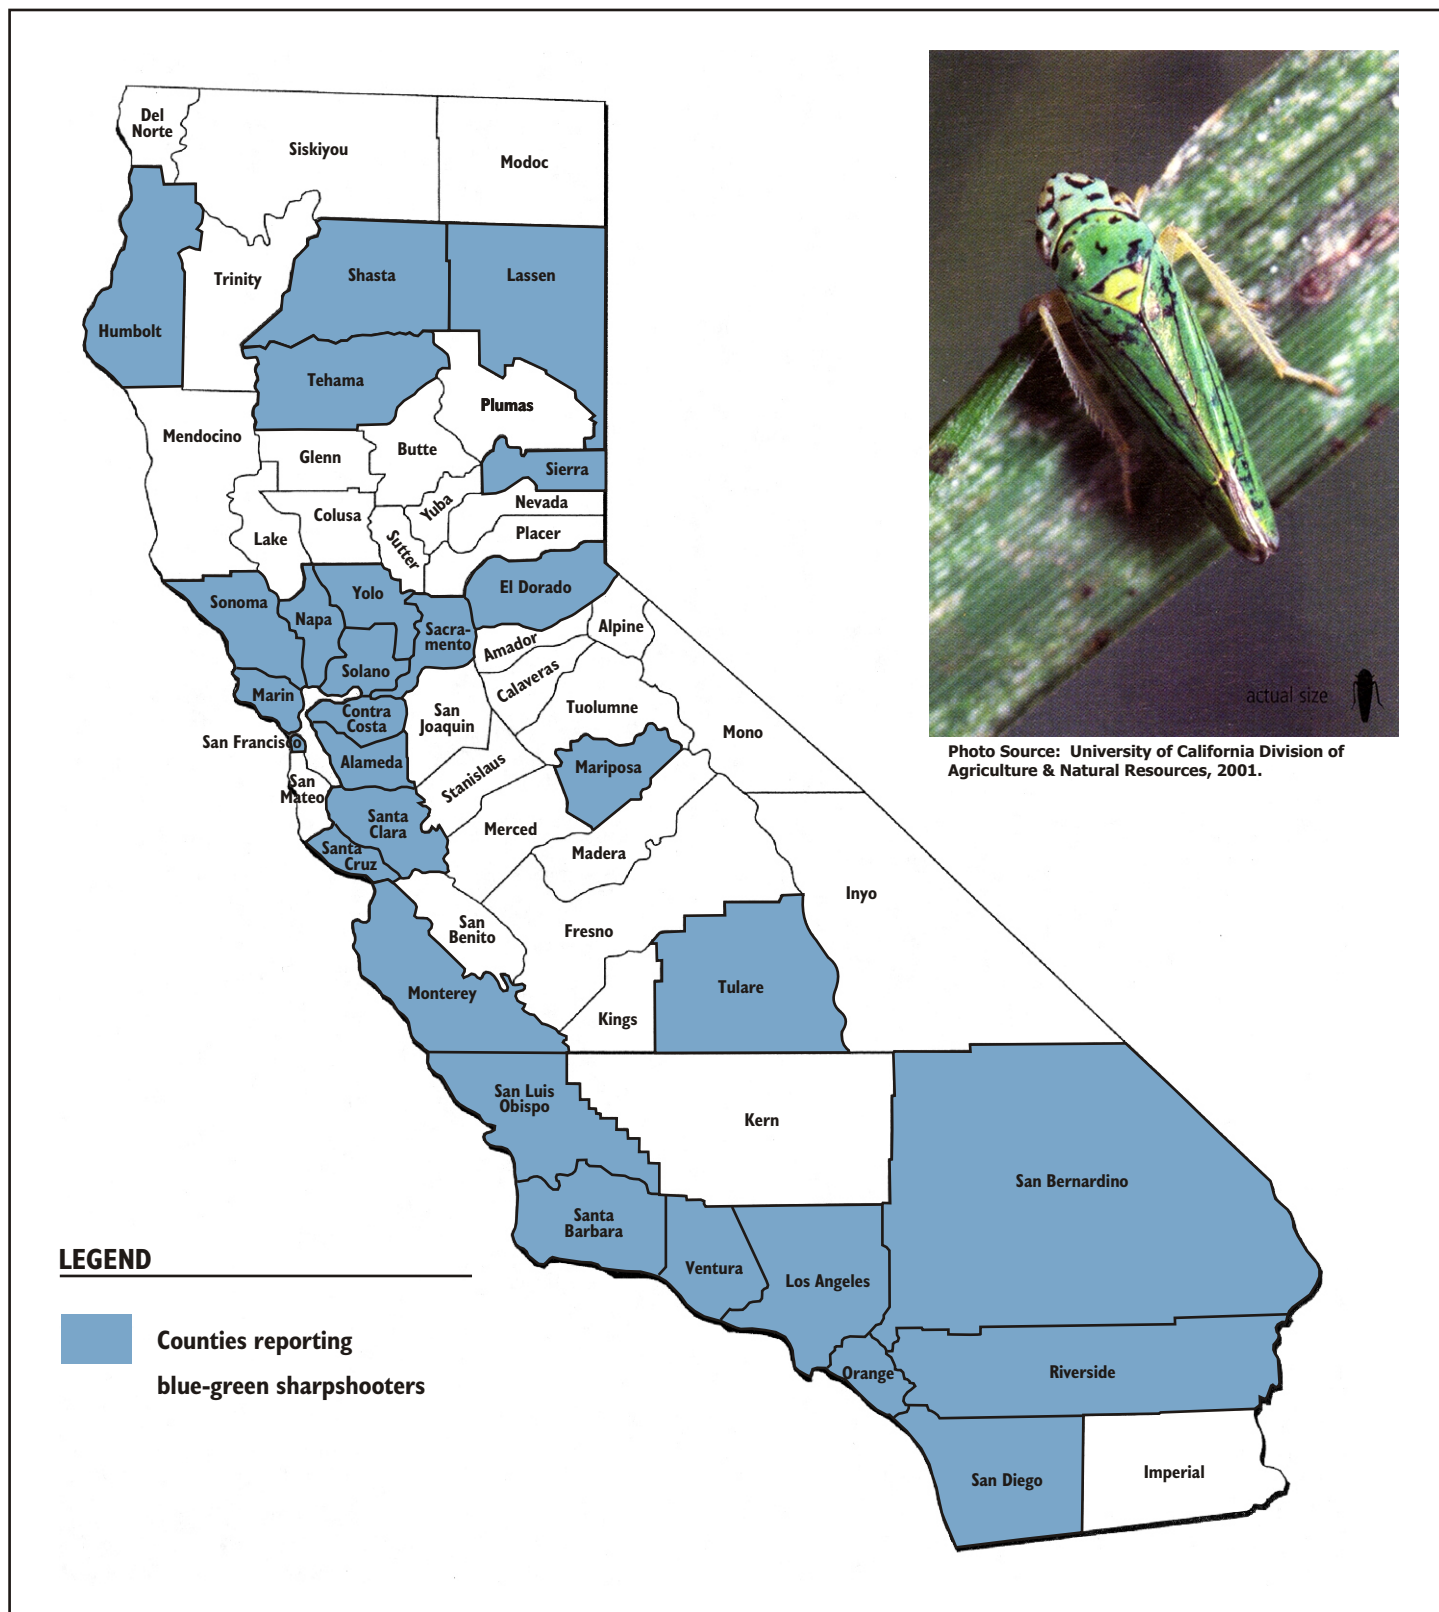 Del
Norte
Siskiyou
Modoc
Humbolt
Trinity
Shasta
Lassen
Tehama
Plumas
Mendocino
Glenn
Butte
Sierra
Lake
Colusa
Sutter
Yuba
Nevada
Placer
Sonoma
Napa
Yolo
Sacra-
mento
El Dorado
Solano
Amador
Alpine
Marin
Contra
Costa
San
Joaquin
Calaveras
Tuolumne
Mono
San Francisco
Alameda
Stanislaus
Mariposa
San
Mateo
Santa
Clara
Merced
Santa
Cruz
Madera
Inyo
San
Benito
Fresno
Monterey
Kings
Tulare
San Luis
Obispo
Kern
San Bernardino
Santa
Barbara
Ventura
Los Angeles
Orange
Riverside
San Diego
Imperial
actual size
Photo Source: University of California Division of
Agriculture & Natural Resources, 2001.
LEGEND
Counties reporting
blue-green sharpshooters